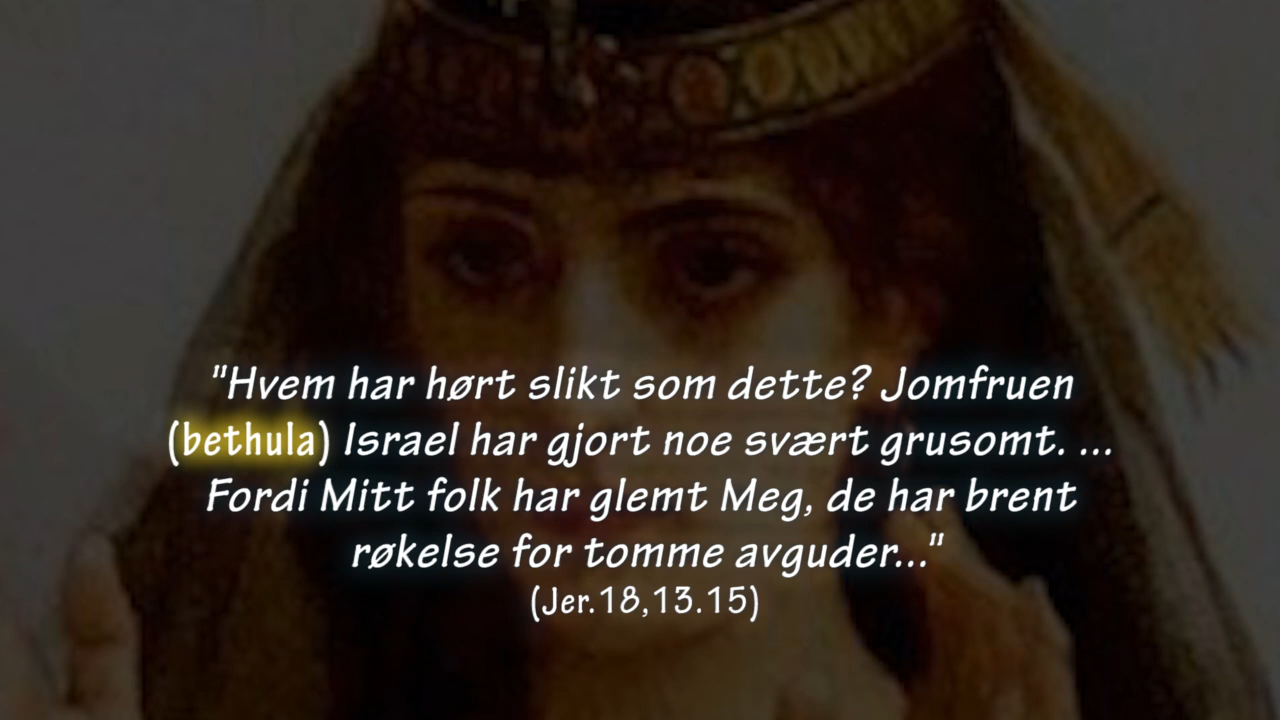 "Hvem har hørt slikt som dette? Jomfruen
(bethula) Israel har gjort noe svært grusomt. ...
Fordi Mitt folk har glemt Meg, de har brent
røkelse for tomme avguder..."
(Jer.18,13.15)